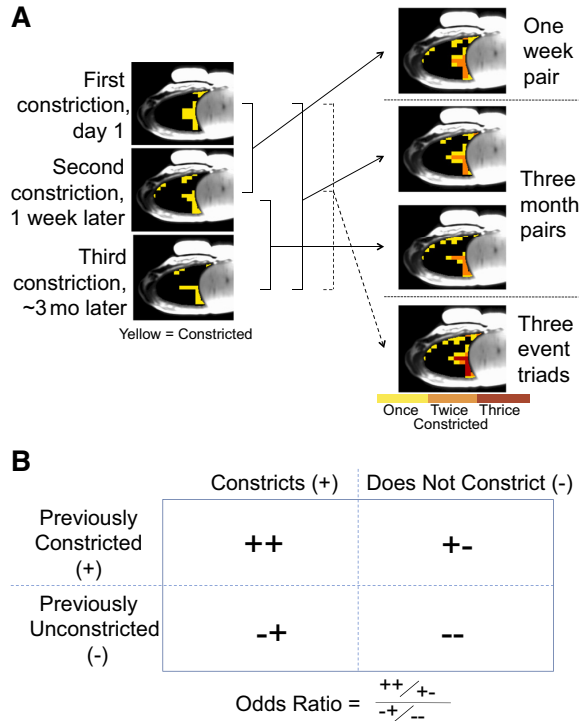 A
First
constriction,
day 1
Second
constriction,
1 week later
Third
constriction,
~3 mo later
Yellow = Constricted
One
week
pair
Three
month
pairs
Three
event
triads
Once Twice Thrice
Constricted
B
Constricts (+) Does Not Constrict (-)
Previously
Constricted
(+)
++ +-
Previously
Unconstricted
(-)
-+ --
Odds Ratio = ++/+-
-+/--